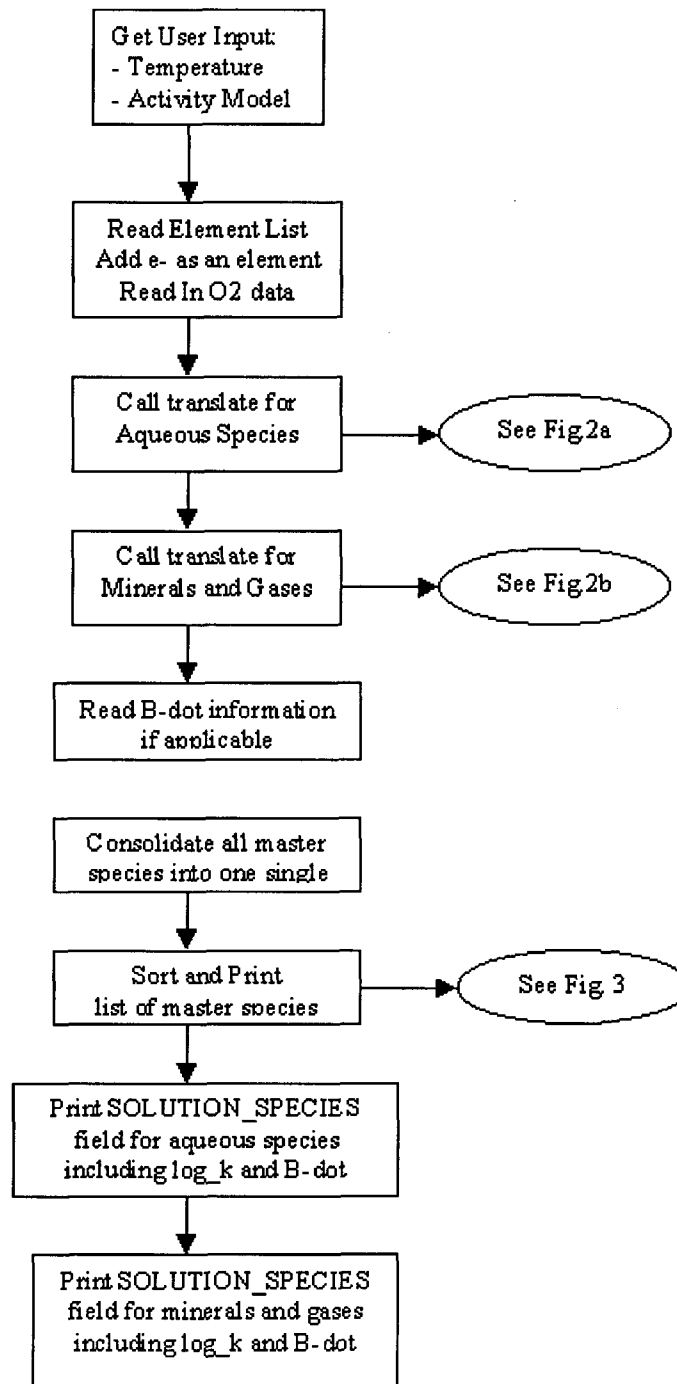 Get User Input:
- Temperature
- Activity Model
Read Element List
Add e- as an element
Read In O2 data
Call translate for
Aqueous Species
See Fig.2a
Call translate for
Minerals and Gases
See Fig.2b
Read B-dot information
if applicable
Consolidate all master
species into one single
Sort and Print
list of master species
See Fig. 3
Print SOLUTION_SPECIES
field for aqueous species
including log_k and B-dot
Print SOLUTION_SPECIES
field for minerals and gases
including log_k and B-dot